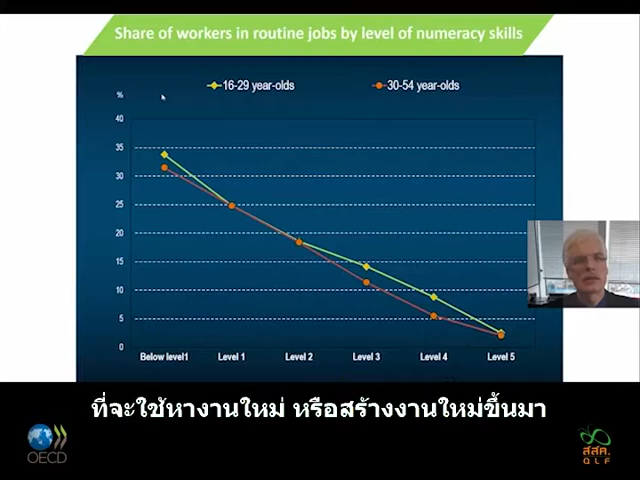 Share of workers in routine jobs by level of numeracy skills
16-29 year-olds
30-54 year-olds
%
40
35
30
25
20
15
10
5
0
Below level1
Level 1
Level 2
Level 3
Level 4
Level 5
ที่จะใช้หางานใหม่ หรือสร้างงานใหม่ขึ้นมา
OECD
สสค.
QLF